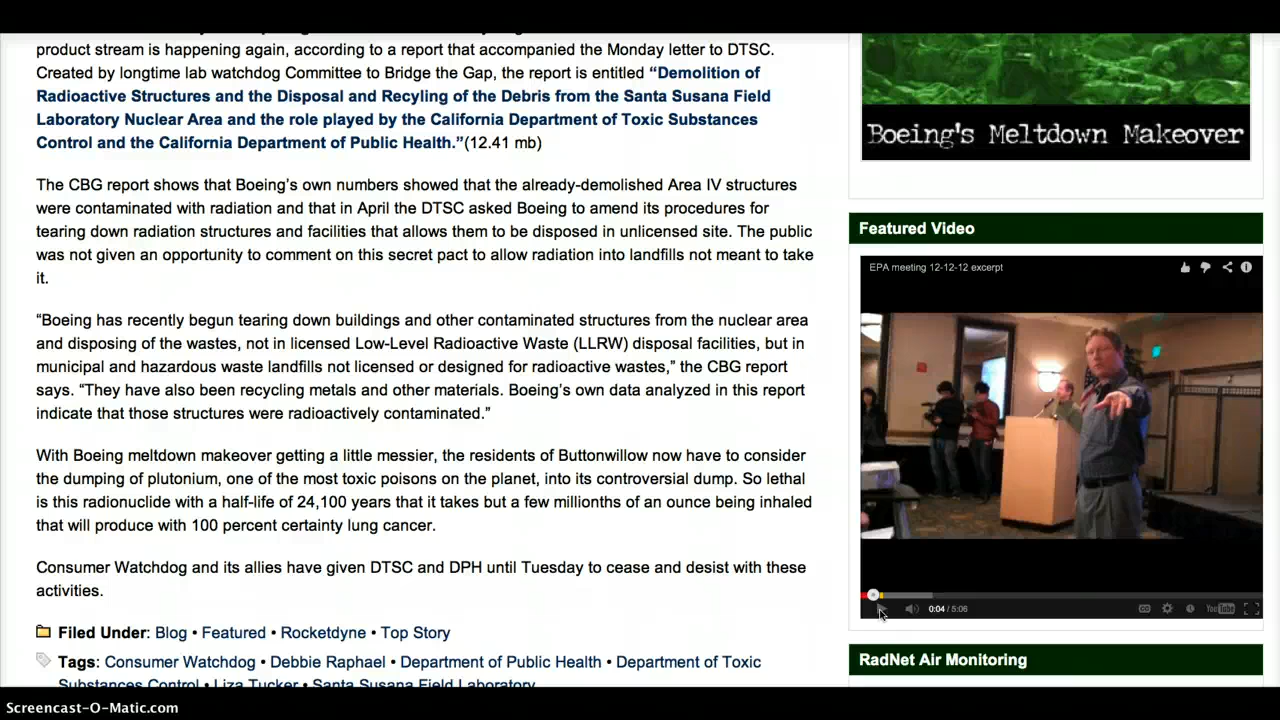 product stream is happening again, according to a report that accompanied the Monday letter to DTSC.
Created by longtime lab watchdog Committee to Bridge the Gap, the report is entitled “Demolition of
Radioactive Structures and the Disposal and Recyling of the Debris from the Santa Susana Field
Laboratory Nuclear Area and the role played by the California Department of Toxic Substances
Control and the California Department of Public Health.”(12.41 mb)
The CBG report shows that Boeing’s own numbers showed that the already-demolished Area IV structures
were contaminated with radiation and that in April the DTSC asked Boeing to amend its procedures for
tearing down radiation structures and facilities that allows them to be disposed in unlicensed site. The public
was not given an opportunity to comment on this secret pact to allow radiation into landfills not meant to take
it.
“Boeing has recently begun tearing down buildings and other contaminated structures from the nuclear area
and disposing of the wastes, not in licensed Low-Level Radioactive Waste (LLRW) disposal facilities, but in
municipal and hazardous waste landfills not licensed or designed for radioactive wastes,” the CBG report
says. “They have also been recycling metals and other materials. Boeing’s own data analyzed in this report
indicate that those structures were radioactively contaminated.”
With Boeing meltdown makeover getting a little messier, the residents of Buttonwillow now have to consider
the dumping of plutonium, one of the most toxic poisons on the planet, into its controversial dump. So lethal
is this radionuclide with a half-life of 24,100 years that it takes but a few millionths of an ounce being inhaled
that will produce with 100 percent certainty lung cancer.
Consumer Watchdog and its allies have given DTSC and DPH until Tuesday to cease and desist with these
activities.
Filed Under: Blog • Featured • Rocketdyne • Top Story
Tags: Consumer Watchdog • Debbie Raphael • Department of Public Health • Department of Toxic
Substances Control • Liza Tucker • Santa Susana Field Laboratory
Boeing's Meltdown Makeover
Featured Video
EPA meeting 12-12-12 excerpt
0:04 / 5:06
YouTube
RadNet Air Monitoring
Screencast-O-Matic.com